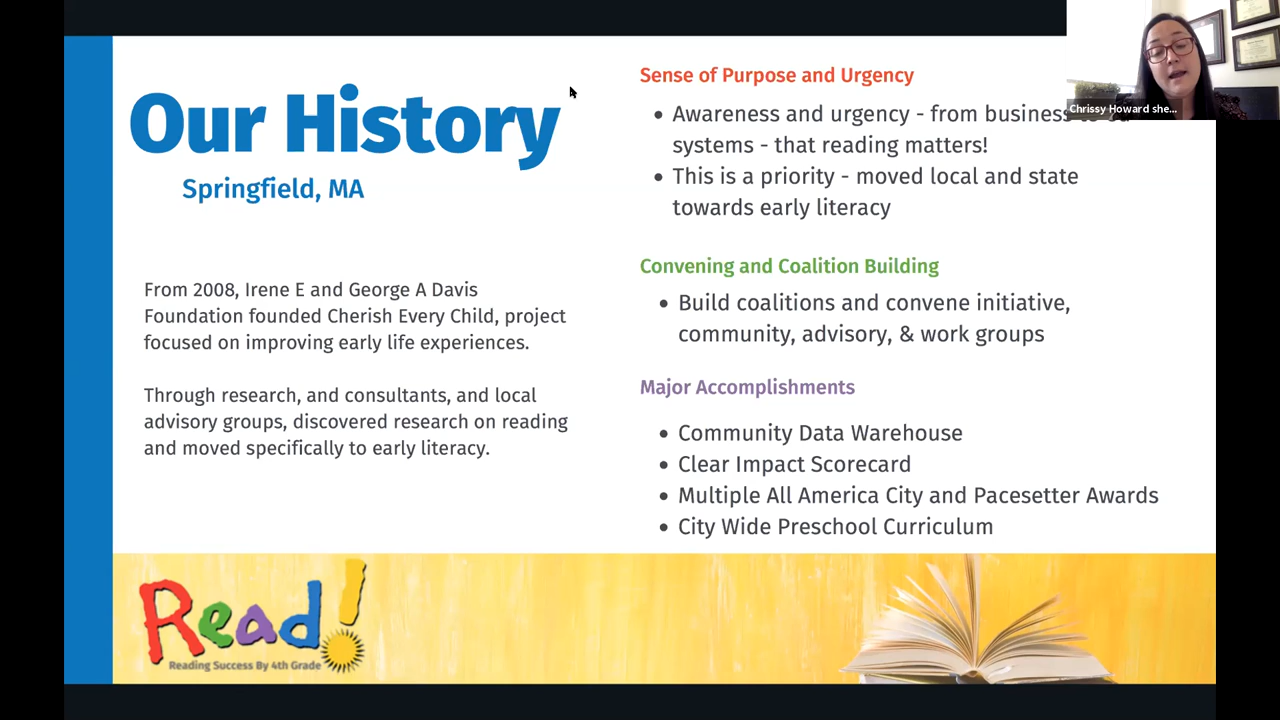 Our History
Springfield, MA
From 2008, Irene E and George A Davis
Foundation founded Cherish Every Child, project
focused on improving early life experiences.
Through research, and consultants, and local
advisory groups, discovered research on reading
and moved specifically to early literacy.
Sense of Purpose and Urgency
• Awareness and urgency - from business
systems - that reading matters!
• This is a priority - moved local and state
towards early literacy
Convening and Coalition Building
• Build coalitions and convene initiative,
community, advisory, & work groups
Major Accomplishments
• Community Data Warehouse
• Clear Impact Scorecard
• Multiple All America City and Pacesetter Awards
• City Wide Preschool Curriculum
Read!
Reading Success By 4th Grade
Chrissy Howard she...